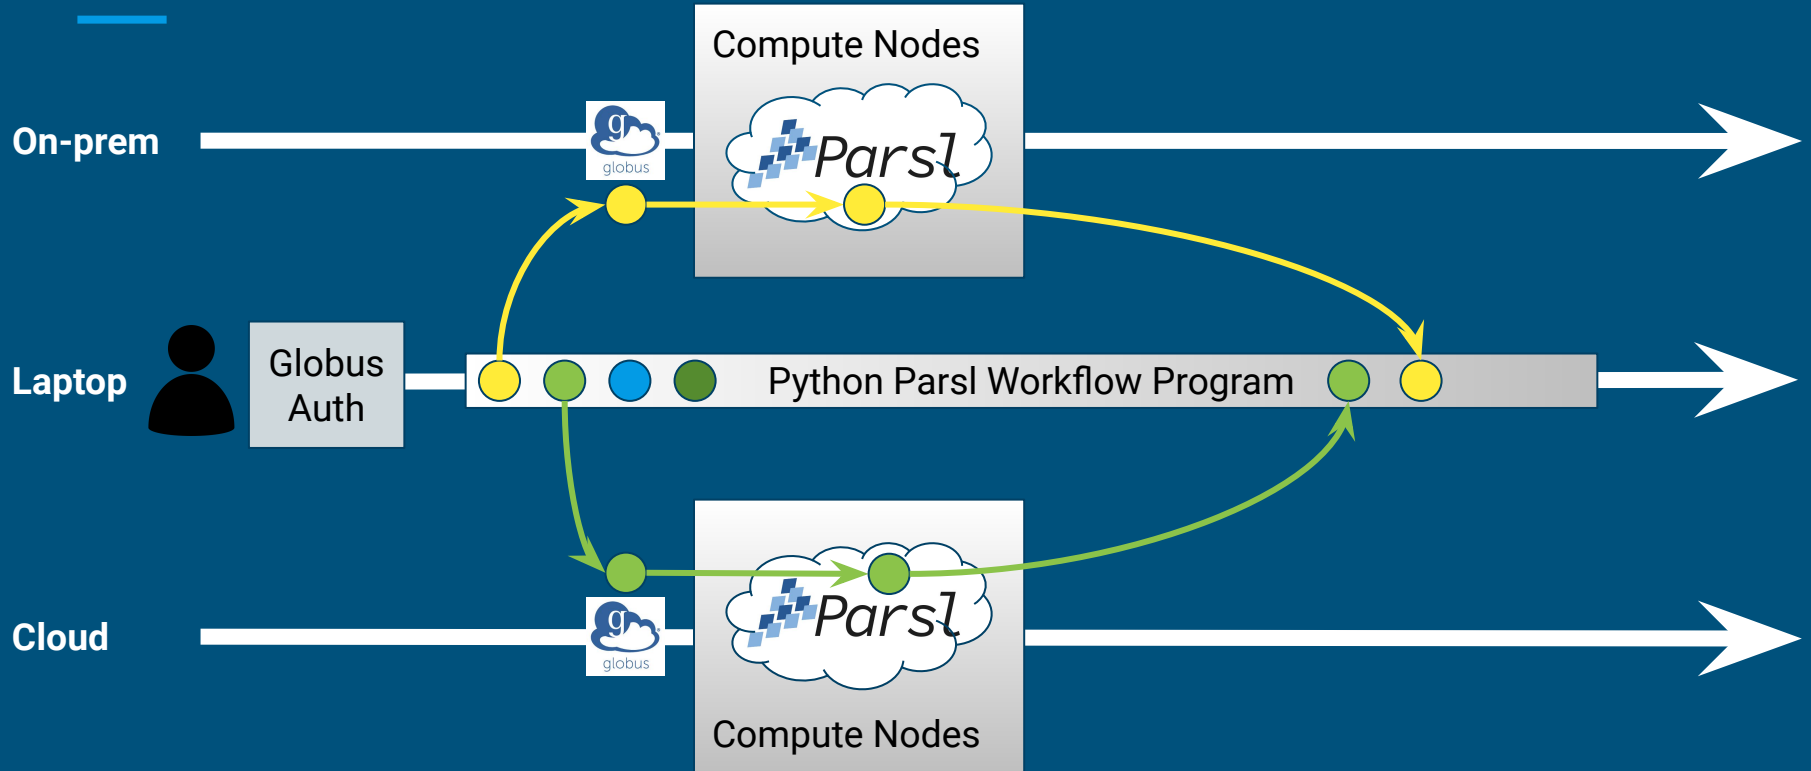 Compute Nodes
On-prem
g
globus
Parsl
Laptop
Globus
Auth
Python Parsl Workflow Program
Cloud
g
globus
Parsl
Compute Nodes